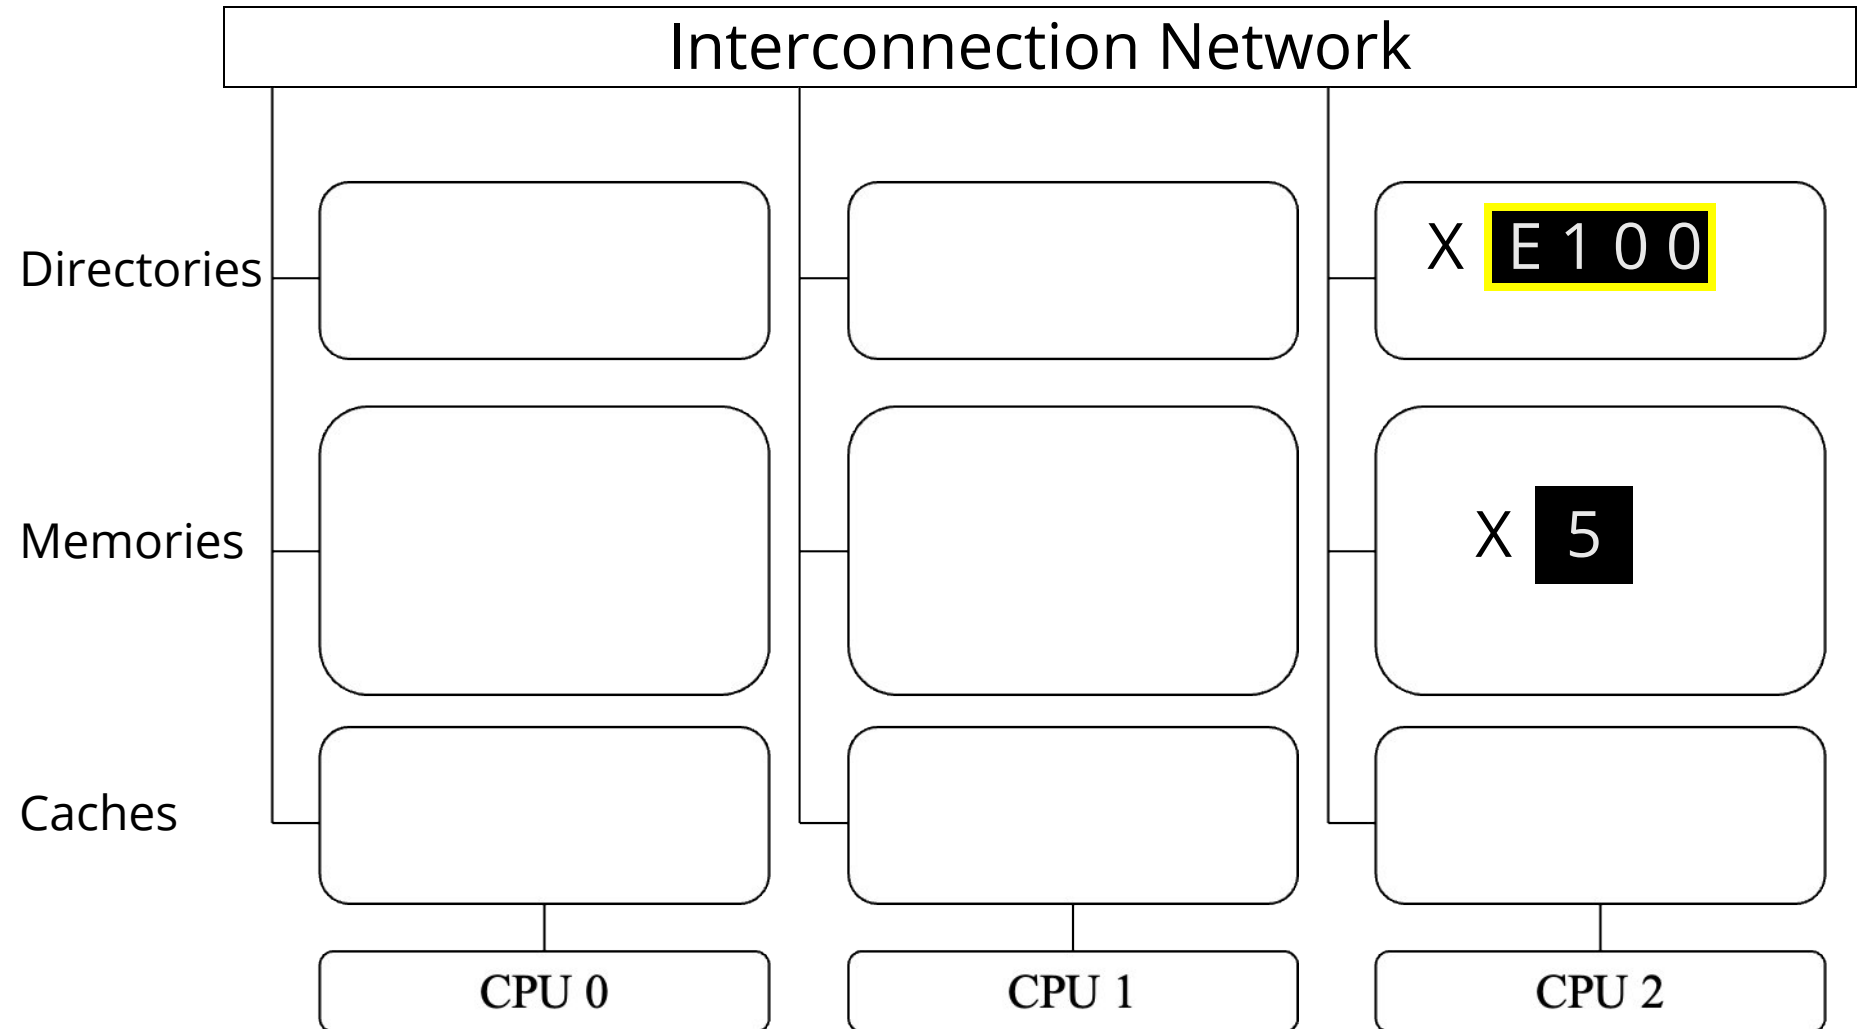 Interconnection Network
Directories
X E 1 0 0
Memories
X 5
Caches
CPU 0
CPU 1
CPU 2